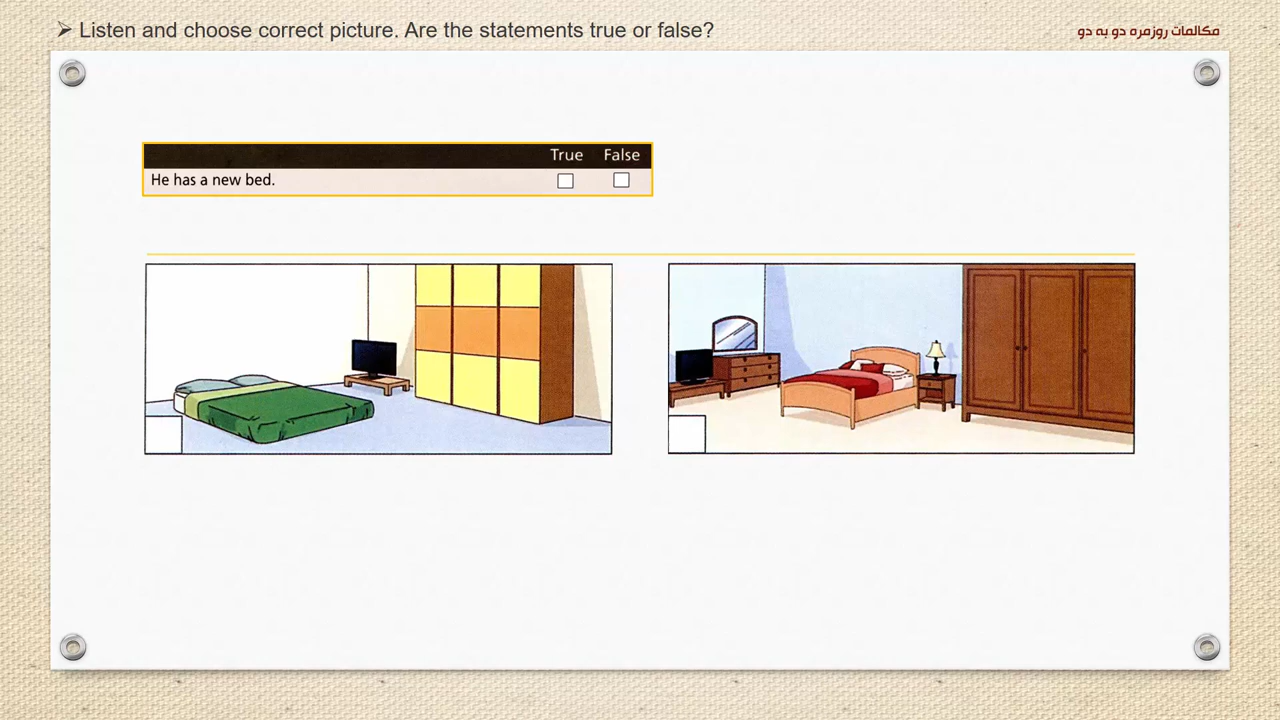 ➢ Listen and choose correct picture. Are the statements true or false?
مکالمات روزمره دو به دو
True False
He has a new bed.